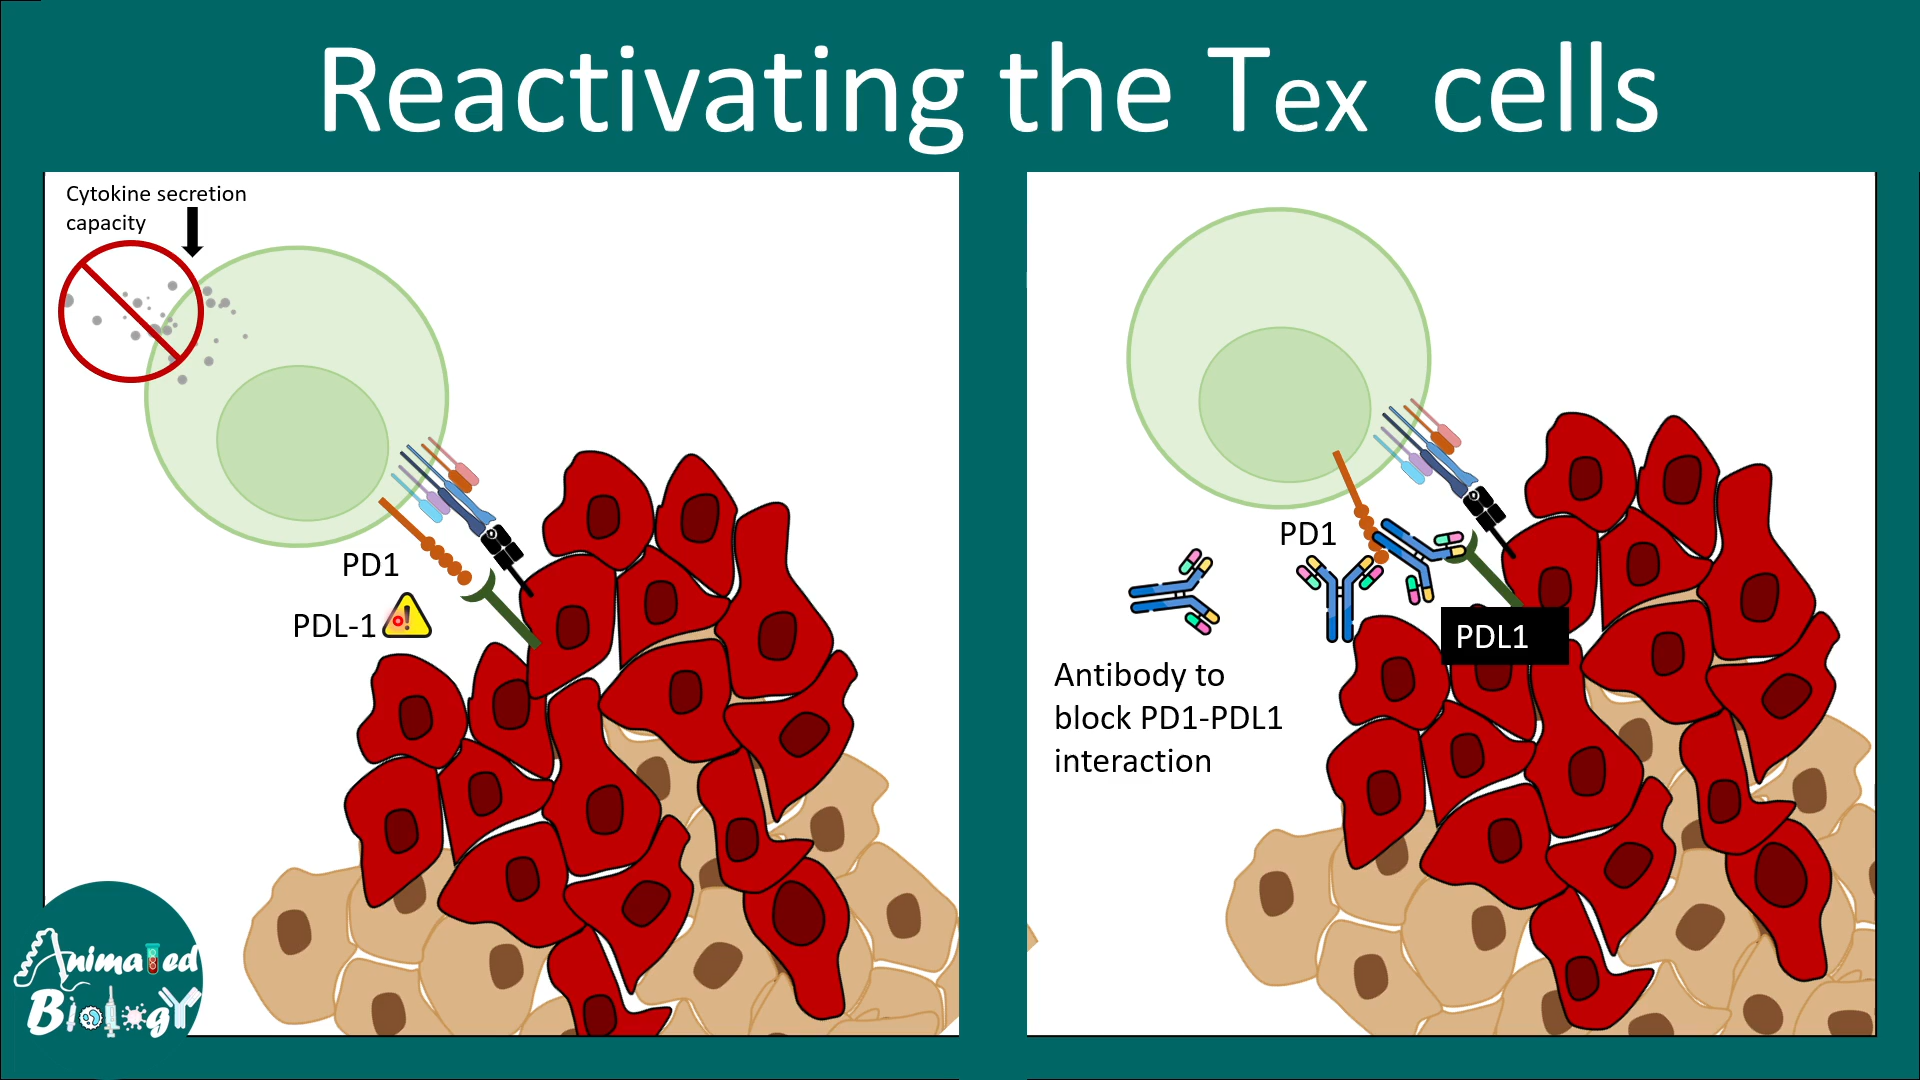 Reactivating the Tex cells
Cytokine secretion
capacity
PD1
PDL-1
PD1
PDL1
Antibody to
block PD1-PDL1
interaction
Animated
Biology